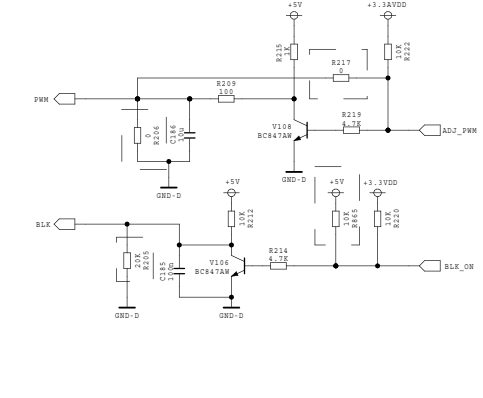 +5V
+3.3AVDD
R215
1K
R217
0
10K
R222
R209
100
PWM
0
R206
C186
10u
V108
BC847AW
R219
4.7K
ADJ_PWM
GND-D
GND-D
+5V
+5V
+3.3VDD
10K
R212
10K
R865
10K
R220
BLK
20K
R205
C185
100n
V106
BC847AW
R214
4.7K
BLK_ON
GND-D
GND-D